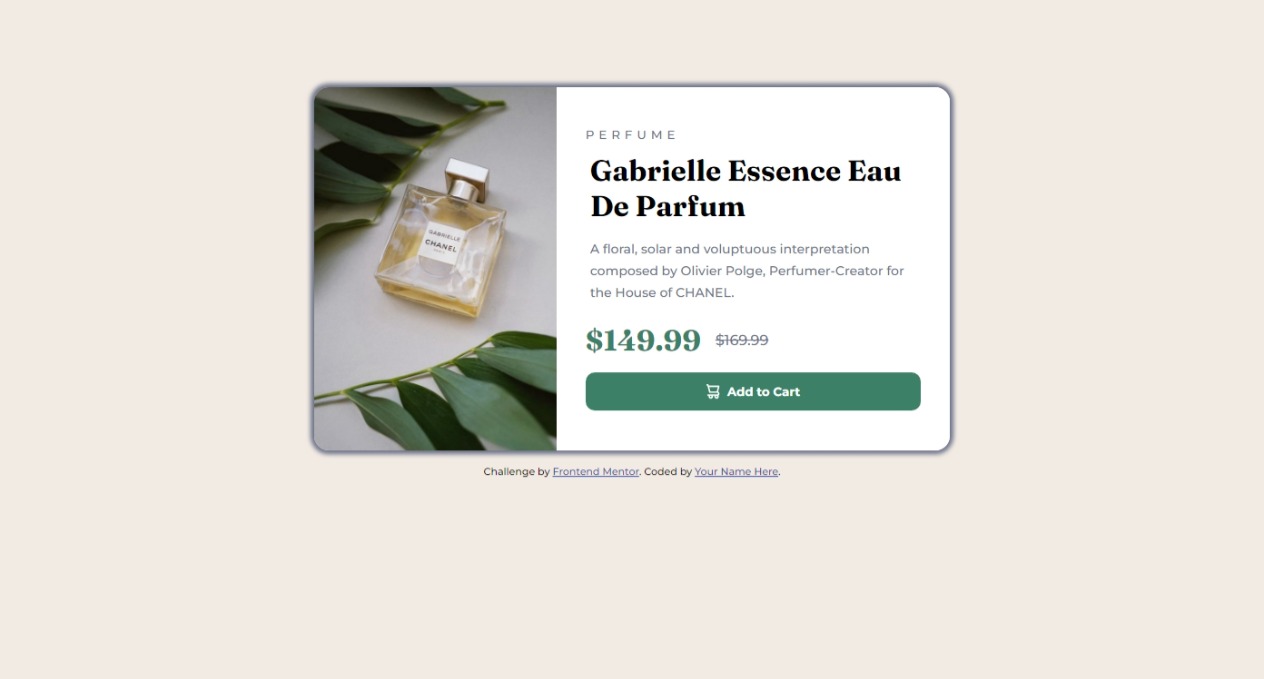 GABRIELLE
CHANEL
PERFUME
Gabrielle Essence Eau
De Parfum
A floral, solar and voluptuous interpretation
composed by Olivier Polge, Perfumer-Creator for
the House of CHANEL.
$149.99 $169.99
Add to Cart
Challenge by Frontend Mentor. Coded by Your Name Here.